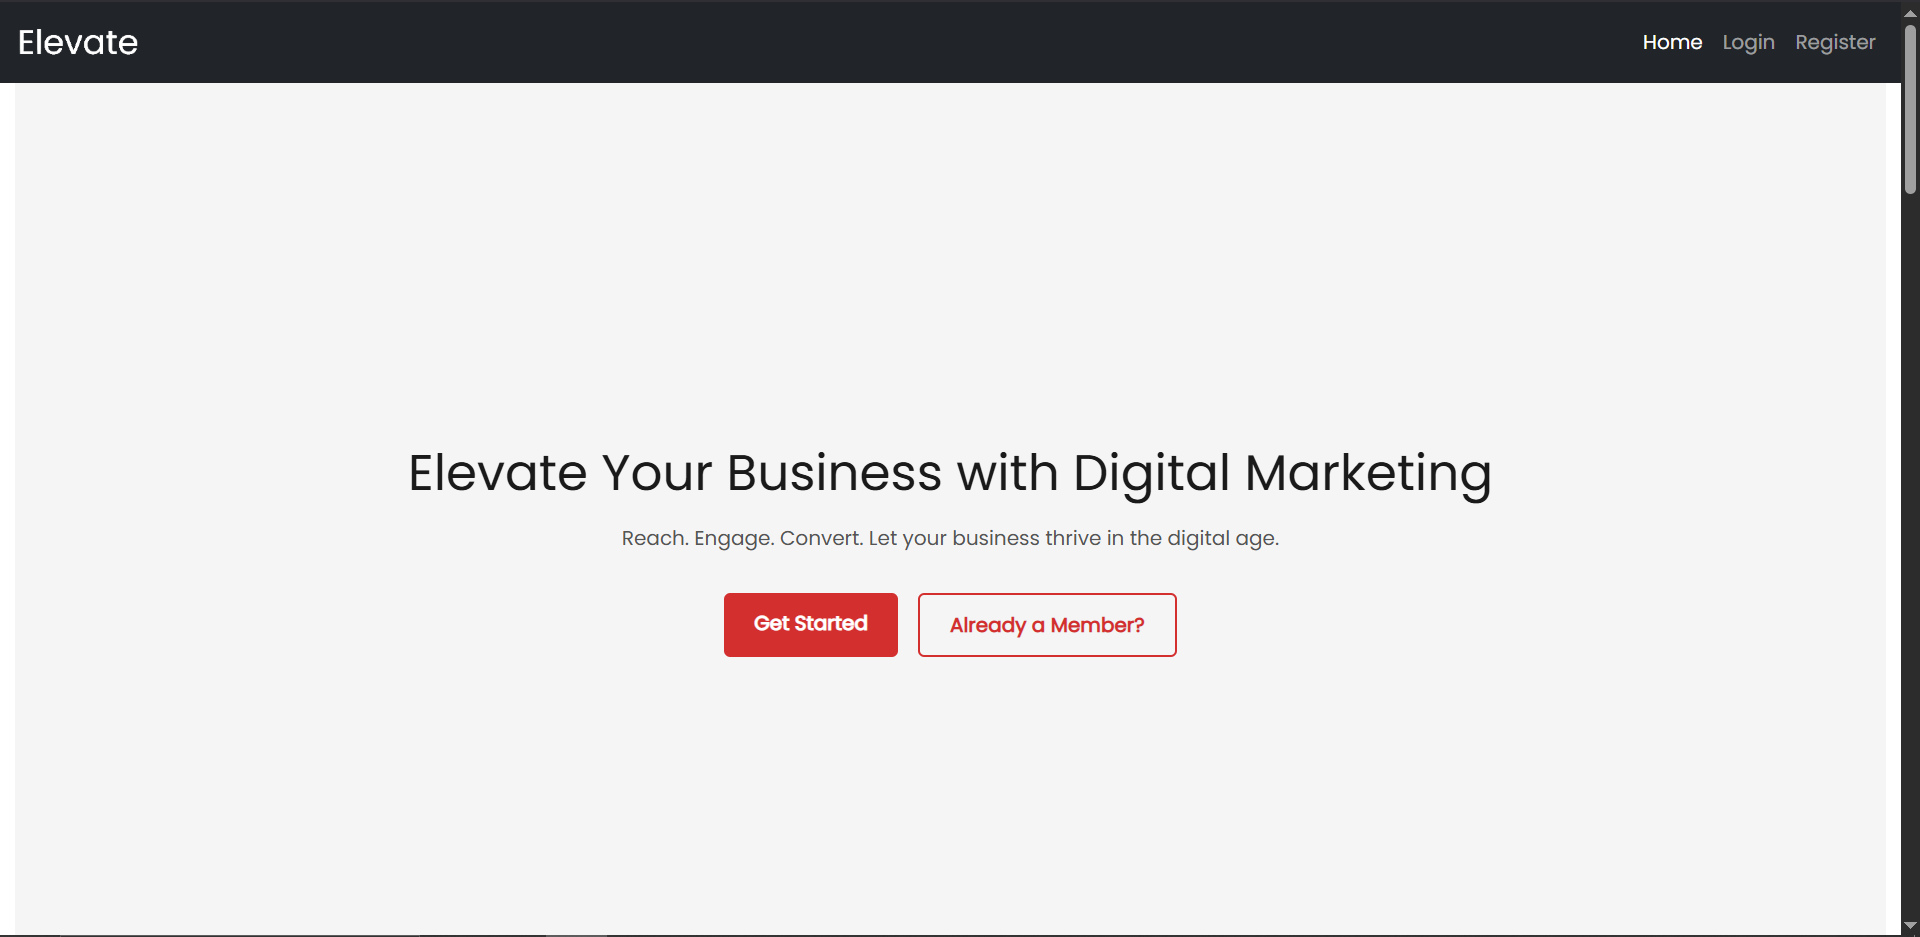 Elevate
Home Login Register
Elevate Your Business with Digital Marketing
Reach. Engage. Convert. Let your business thrive in the digital age.
Get Started Already a Member?